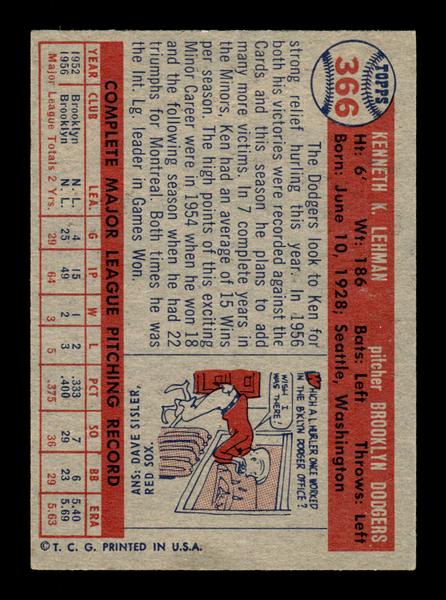 TOPPS
366
KENNETH K. LEHMAN
pitcher BROOKLYN DODGERS
Ht: 6' Wt: 186 Bats: Left Throws: Left
Born: June 10, 1928; Seattle, Washington
The Dodgers look to Ken for
strong relief hurling this year. In 1956
both his victories were recorded against the
Cards, and this season he plans to add
many more victims. In 7 complete years in
the Minors, Ken had an average of 15 Wins
per season. The high points of this exciting
Minor Career were in 1954 when he won 18
and the following season when he had 22
triumphs for Montreal. Both times he was
the Int. Lg. leader in Games Won.
WHICH A.L. HURLER ONCE WORKED
IN THE B'KLYN DODGER OFFICE?
WISH I
WAS THERE!
ANS: DAVE SISLER,
RED SOX.
COMPLETE MAJOR LEAGUE PITCHING RECORD
YEAR CLUB LEA. G IP W L PCT SO BB ERA
1952 Brooklyn N. L. 4 15 1 2 .333 7 6 5.40
1956 Brooklyn N. L. 25 49 2 3 .400 29 23 5.69
Major League Totals 2 Yrs. 29 64 3 5 .375 36 29 5.63
© T. C. G. PRINTED IN U.S.A.